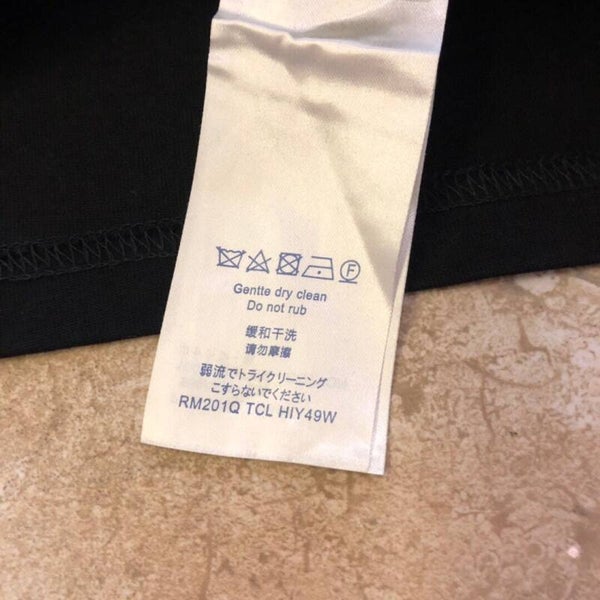 F
Gentte dry clean
Do not rub
缓和干洗
请勿摩擦
弱流でトライクリーニング
こすらないでください
RM201Q TCL HIY49W